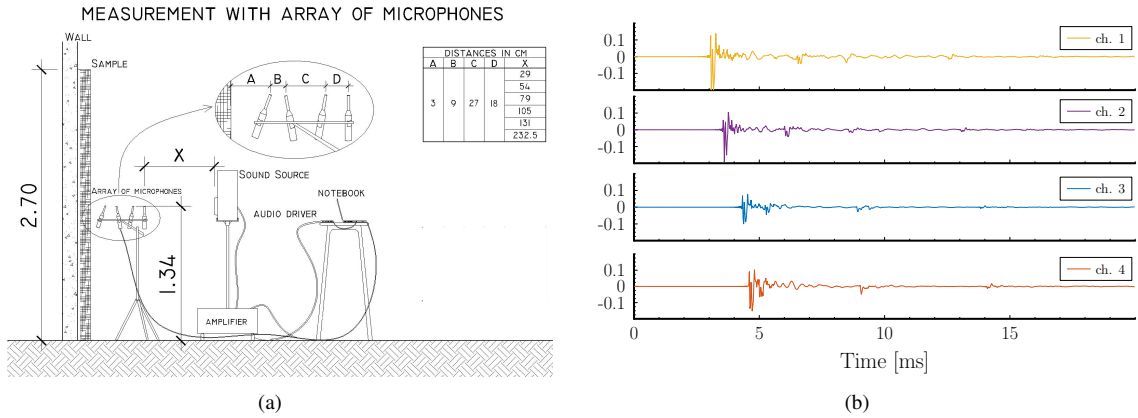 MEASUREMENT WITH ARRAY OF MICROPHONES
WALL
SAMPLE
A B C D
X
SOUND SOURCE
ARRAY OF MICROPHONES
NOTEBOOK
AUDIO DRIVER
2.70
1.34
AMPLIFIER
DISTANCES IN CM
A B C D X
3 9 27 18
29
54
79
105
131
232.5
(a)
0.1
0
-0.1
ch. 1
0.1
0
-0.1
ch. 2
0.1
0
-0.1
ch. 3
0.1
0
-0.1
ch. 4
0 5 10 15
Time [ms]
(b)